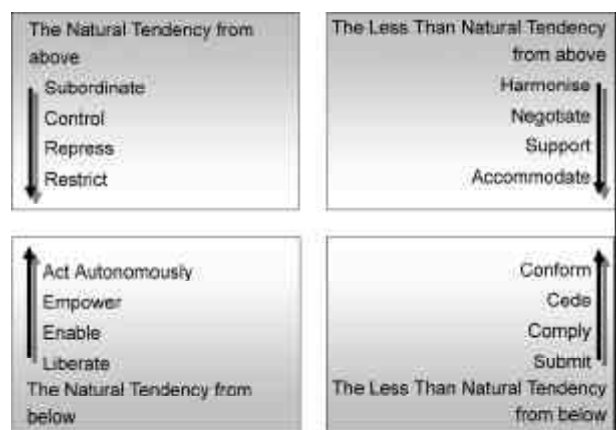 The Natural Tendency from
above
Subordinate
Control
Repress
Restrict
The Less Than Natural Tendency
from above
Harmonise
Negotiate
Support
Accommodate
Act Autonomously
Empower
Enable
Liberate
The Natural Tendency from
below
Conform
Cede
Comply
Submit
The Less Than Natural Tendency
from below